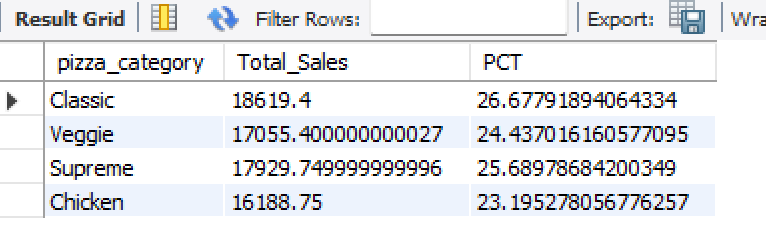 Result Grid Filter Rows: Export: Wra
pizza_category Total_Sales PCT
Classic 18619.4 26.67791894064334
Veggie 17055.400000000027 24.437016160577095
Supreme 17929.749999999996 25.68978684200349
Chicken 16188.75 23.195278056776257